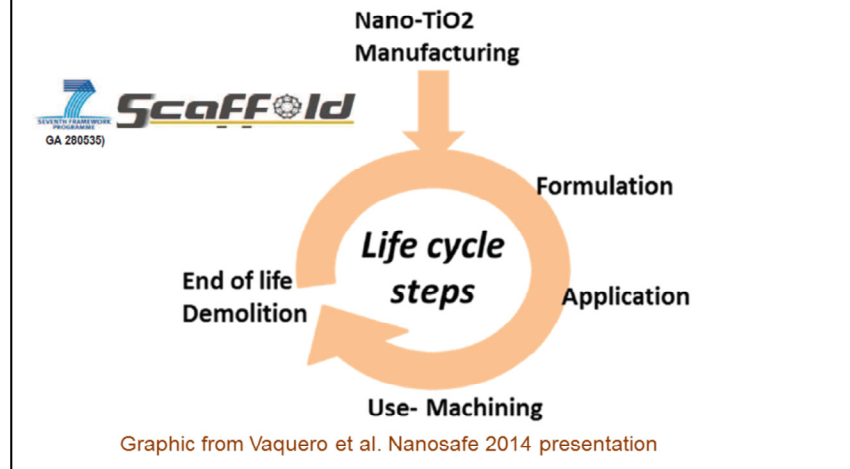 Nano-TiO2
Manufacturing
7
SEVENTH FRAMEWORK
PROGRAMME
Scaffold
GA 280535)
Formulation
Life cycle
steps
End of life
Demolition
Application
Use- Machining
Graphic from Vaquero et al. Nanosafe 2014 presentation